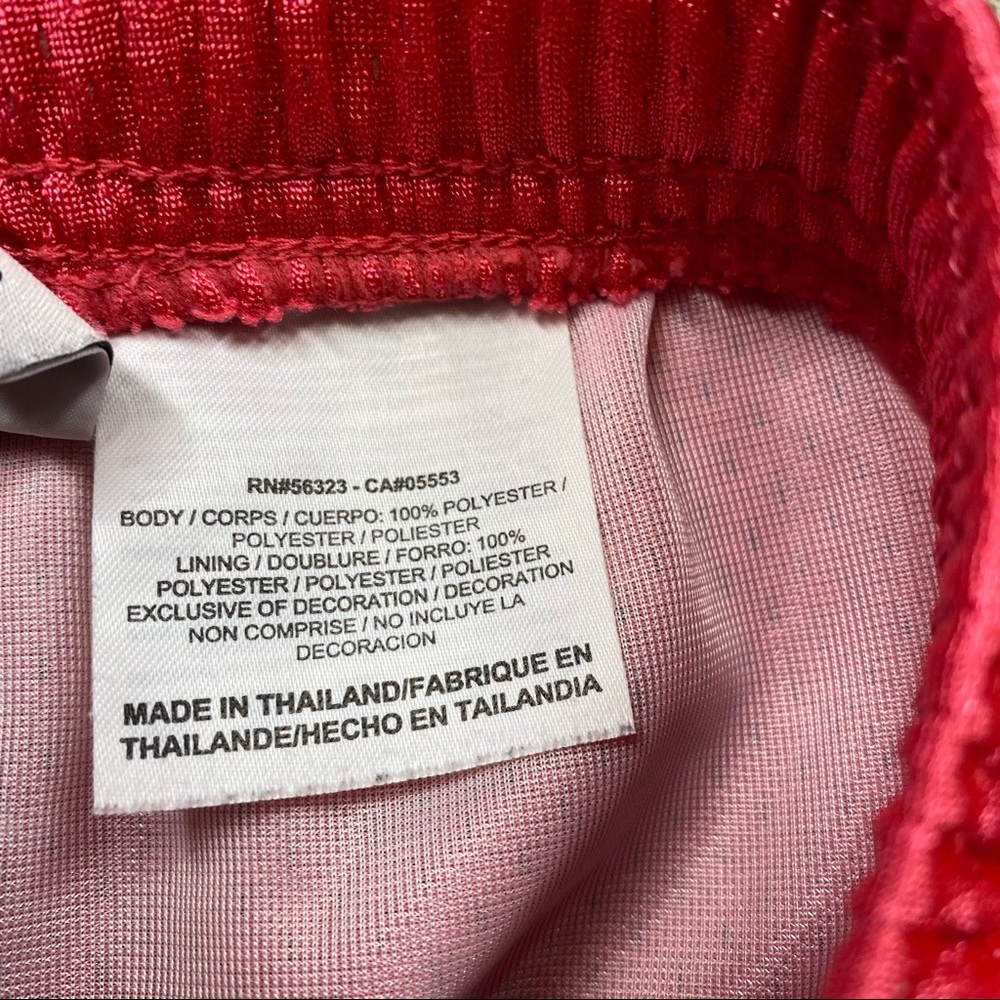 RN#56323 - CA#05553
BODY / CORPS / CUERPO: 100% POLYESTER /
POLYESTER / POLIESTER
LINING / DOUBLURE / FORRO: 100%
POLYESTER / POLYESTER / POLIESTER
EXCLUSIVE OF DECORATION / DECORATION
NON COMPRISE / NO INCLUYE LA
DECORACION
MADE IN THAILAND/FABRIQUE EN
THAILANDE/HECHO EN TAILANDIA